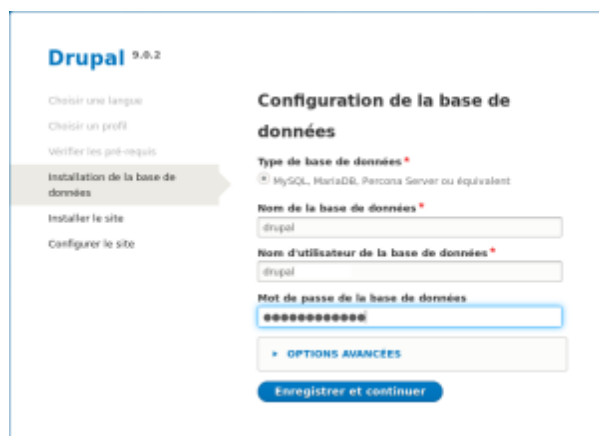 Drupal 9.0.2
Choisir une langue
Choisir un profil
Vérifier les pré-requis
Installation de la base de
données
Installer le site
Configurer le site
Configuration de la base de
données
Type de base de données*
MySQL, MariaDB, Percona Server ou équivalent
Nom de la base de données*
drupal
Nom d'utilisateur de la base de données*
drupal
Mot de passe de la base de données
●●●●●●●●●●●●
OPTIONS AVANCÉES
Enregistrer et continuer